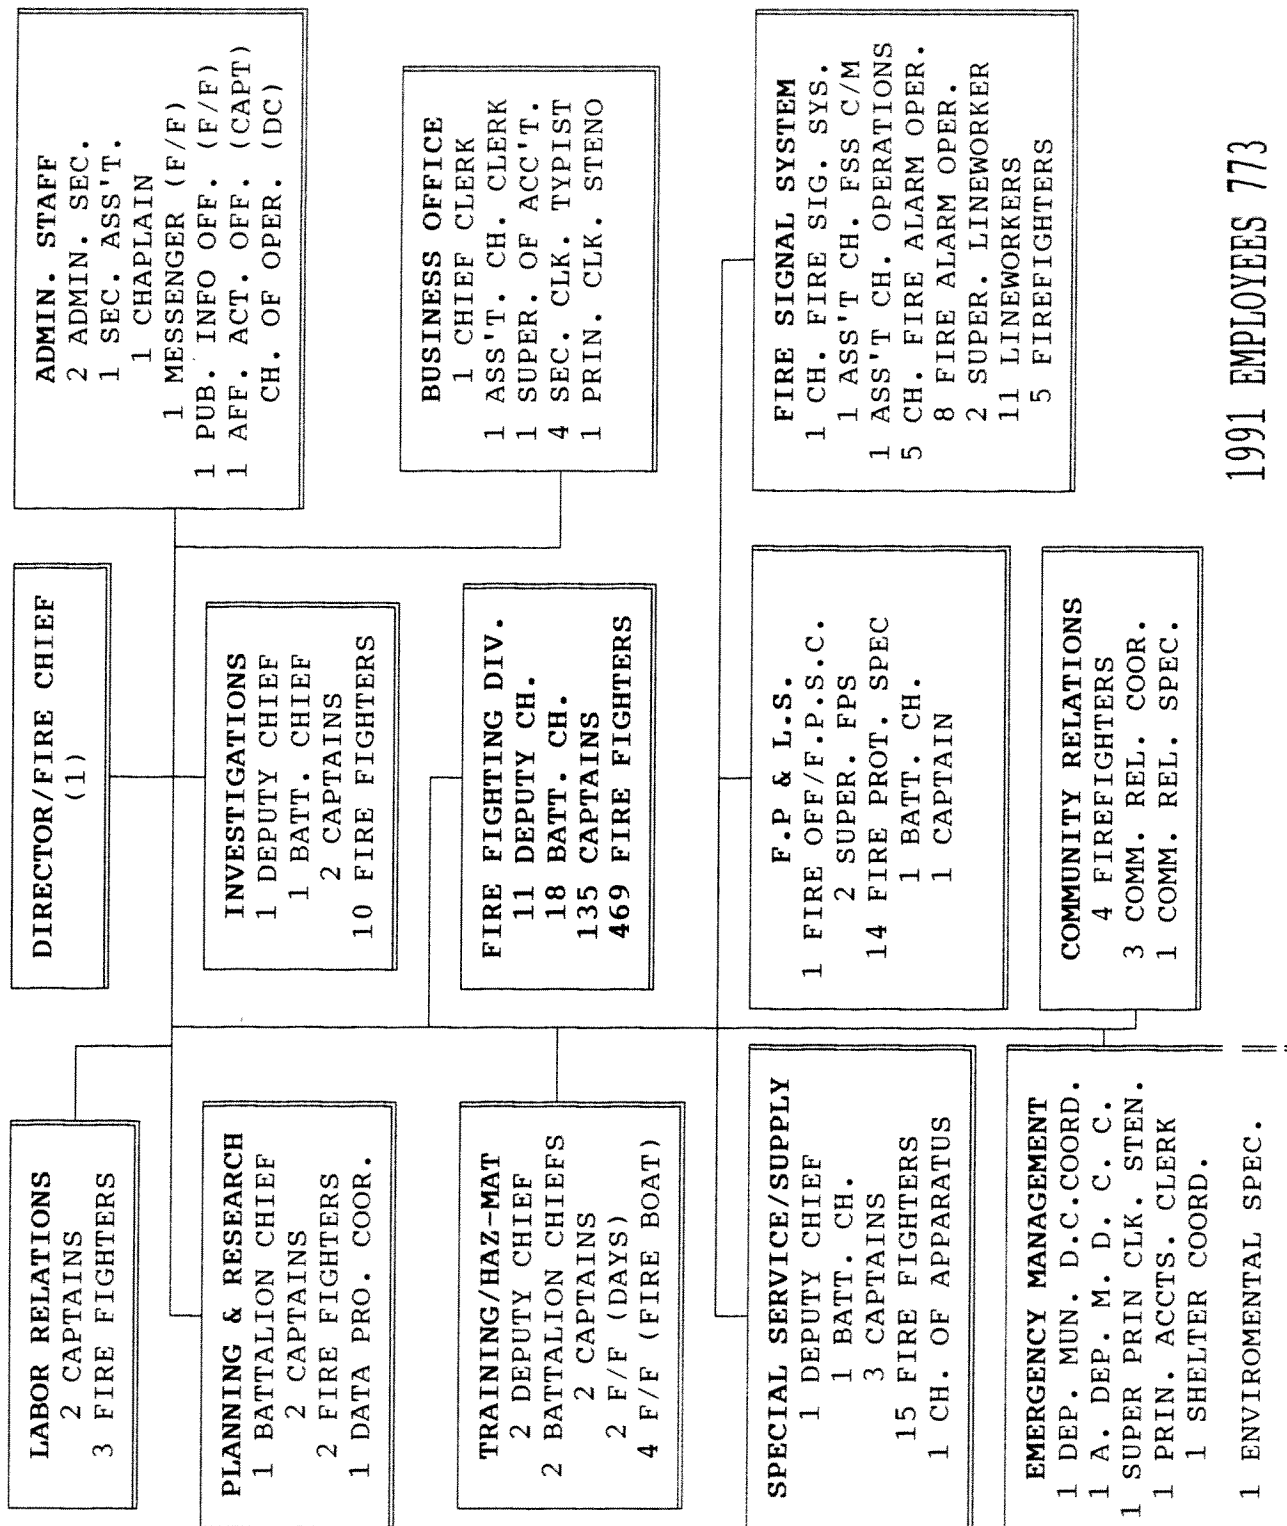 DIRECTOR/FIRE CHIEF
(1)
LABOR RELATIONS
2 CAPTAINS
3 FIRE FIGHTERS
ADMIN. STAFF
2 ADMIN. SEC.
1 SEC. ASS'T.
1 CHAPLAIN
1 MESSENGER (F/F)
1 PUB. INFO OFF. (F/F)
1 AFF. ACT. OFF. (CAPT)
CH. OF OPER. (DC)
PLANNING & RESEARCH
1 BATTALION CHIEF
2 CAPTAINS
2 FIRE FIGHTERS
1 DATA PRO. COOR.
INVESTIGATIONS
1 DEPUTY CHIEF
1 BATT. CHIEF
2 CAPTAINS
10 FIRE FIGHTERS
BUSINESS OFFICE
1 CHIEF CLERK
1 ASS'T. CH. CLERK
1 SUPER. OF ACC'T.
4 SEC. CLK. TYPIST
1 PRIN. CLK. STENO
TRAINING/HAZ-MAT
2 DEPUTY CHIEF
2 BATTALION CHIEFS
2 CAPTAINS
2 F/F (DAYS)
4 F/F (FIRE BOAT)
FIRE FIGHTING DIV.
11 DEPUTY CH.
18 BATT. CH.
135 CAPTAINS
469 FIRE FIGHTERS
SPECIAL SERVICE/SUPPLY
1 DEPUTY CHIEF
1 BATT. CH.
3 CAPTAINS
15 FIRE FIGHTERS
1 CH. OF APPARATUS
F.P & L.S.
1 FIRE OFF/F.P.S.C.
2 SUPER. FPS
14 FIRE PROT. SPEC
1 BATT. CH.
1 CAPTAIN
FIRE SIGNAL SYSTEM
1 CH. FIRE SIG. SYS.
1 ASS'T CH. FSS C/M
1 ASS'T CH. OPERATIONS
5 CH. FIRE ALARM OPER.
8 FIRE ALARM OPER.
2 SUPER. LINEWORKER
11 LINEWORKERS
5 FIREFIGHTERS
EMERGENCY MANAGEMENT
1 DEP. MUN. D.C.COORD.
1 A. DEP. M. D. C. C.
1 SUPER PRIN CLK. STEN.
1 PRIN. ACCTS. CLERK
1 SHELTER COORD.
1 ENVIROMENTAL SPEC.
COMMUNITY RELATIONS
4 FIREFIGHTERS
3 COMM. REL. COOR.
1 COMM. REL. SPEC.
1991 EMPLOYEES 773